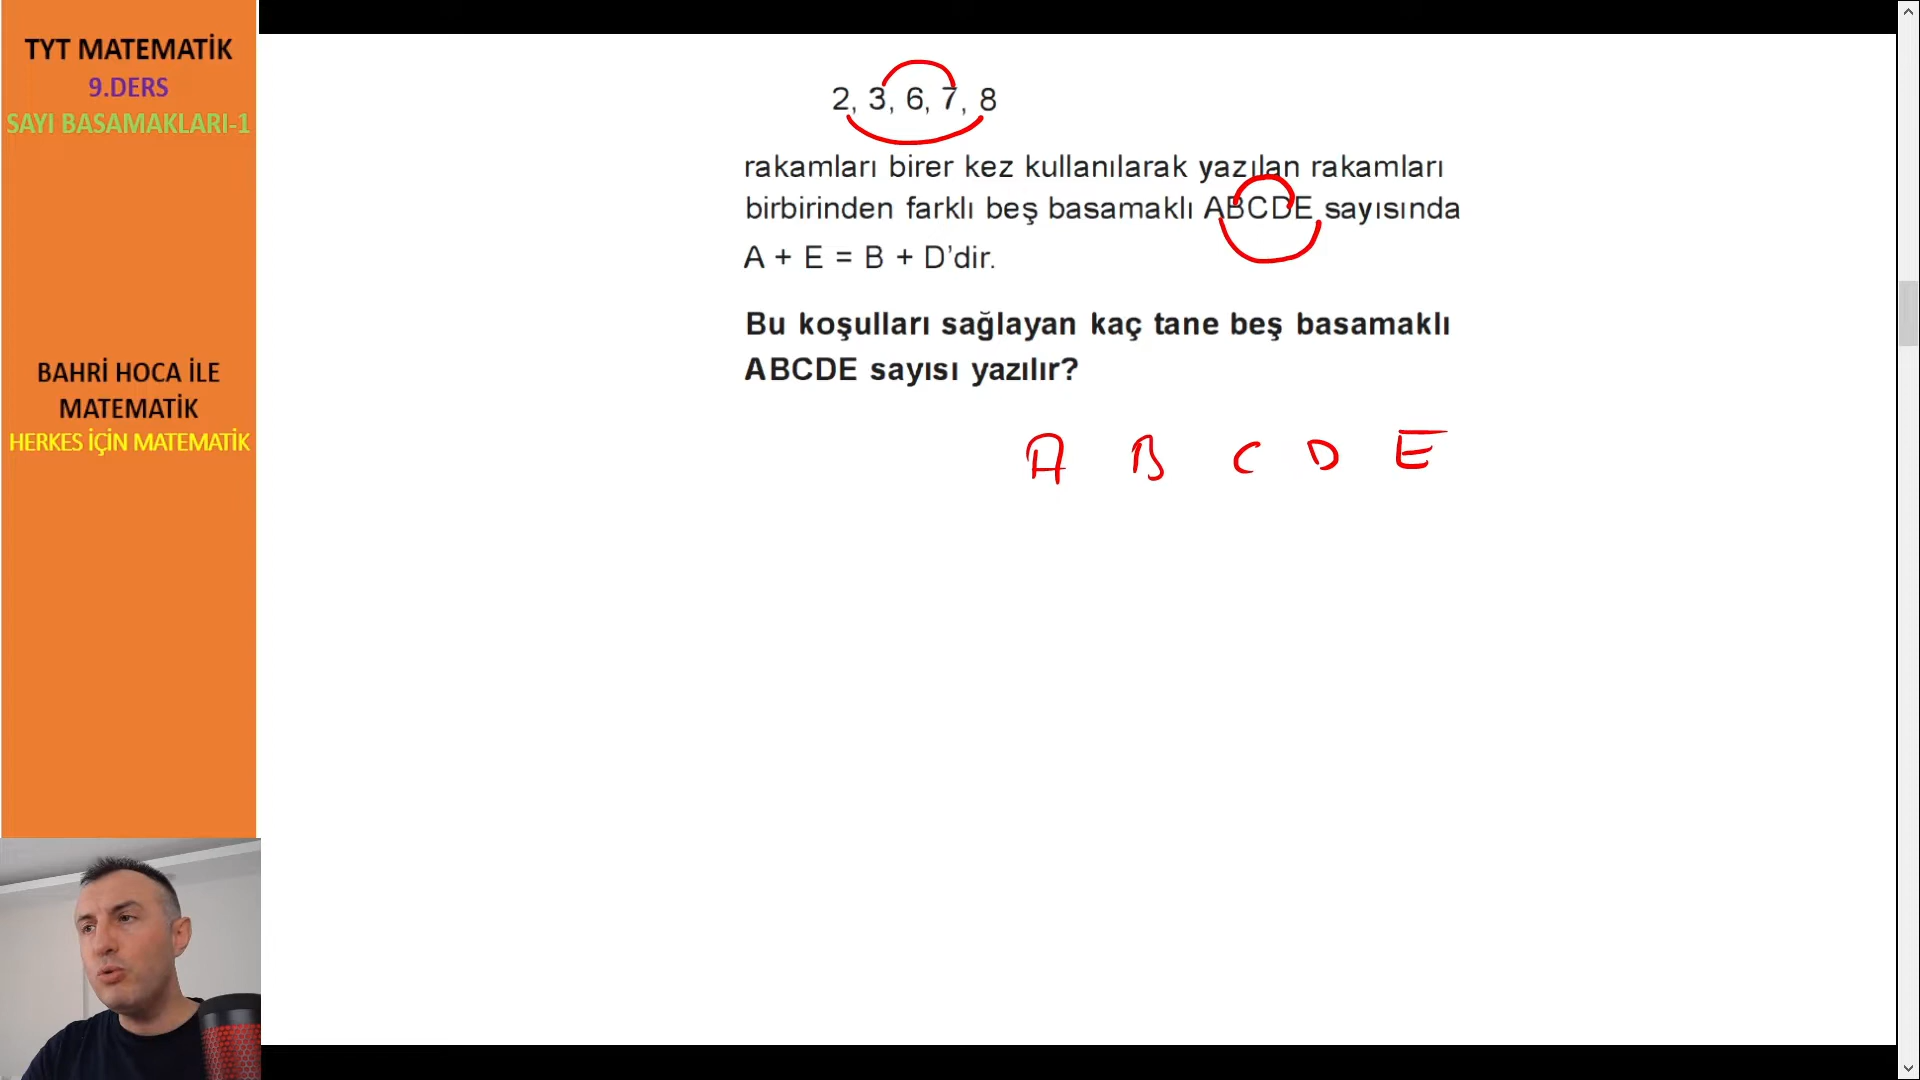 TYT MATEMATİK
9.DERS
SAYI BASAMAKLARI-1
BAHRİ HOCA İLE
MATEMATİK
HERKES İÇİN MATEMATİK
2, 3, 6, 7, 8
rakamları birer kez kullanılarak yazılan rakamları
birbirinden farklı beş basamaklı ABCDE sayısında
A + E = B + D’dir.
Bu koşulları sağlayan kaç tane beş basamaklı
ABCDE sayısı yazılır?
A B C D E